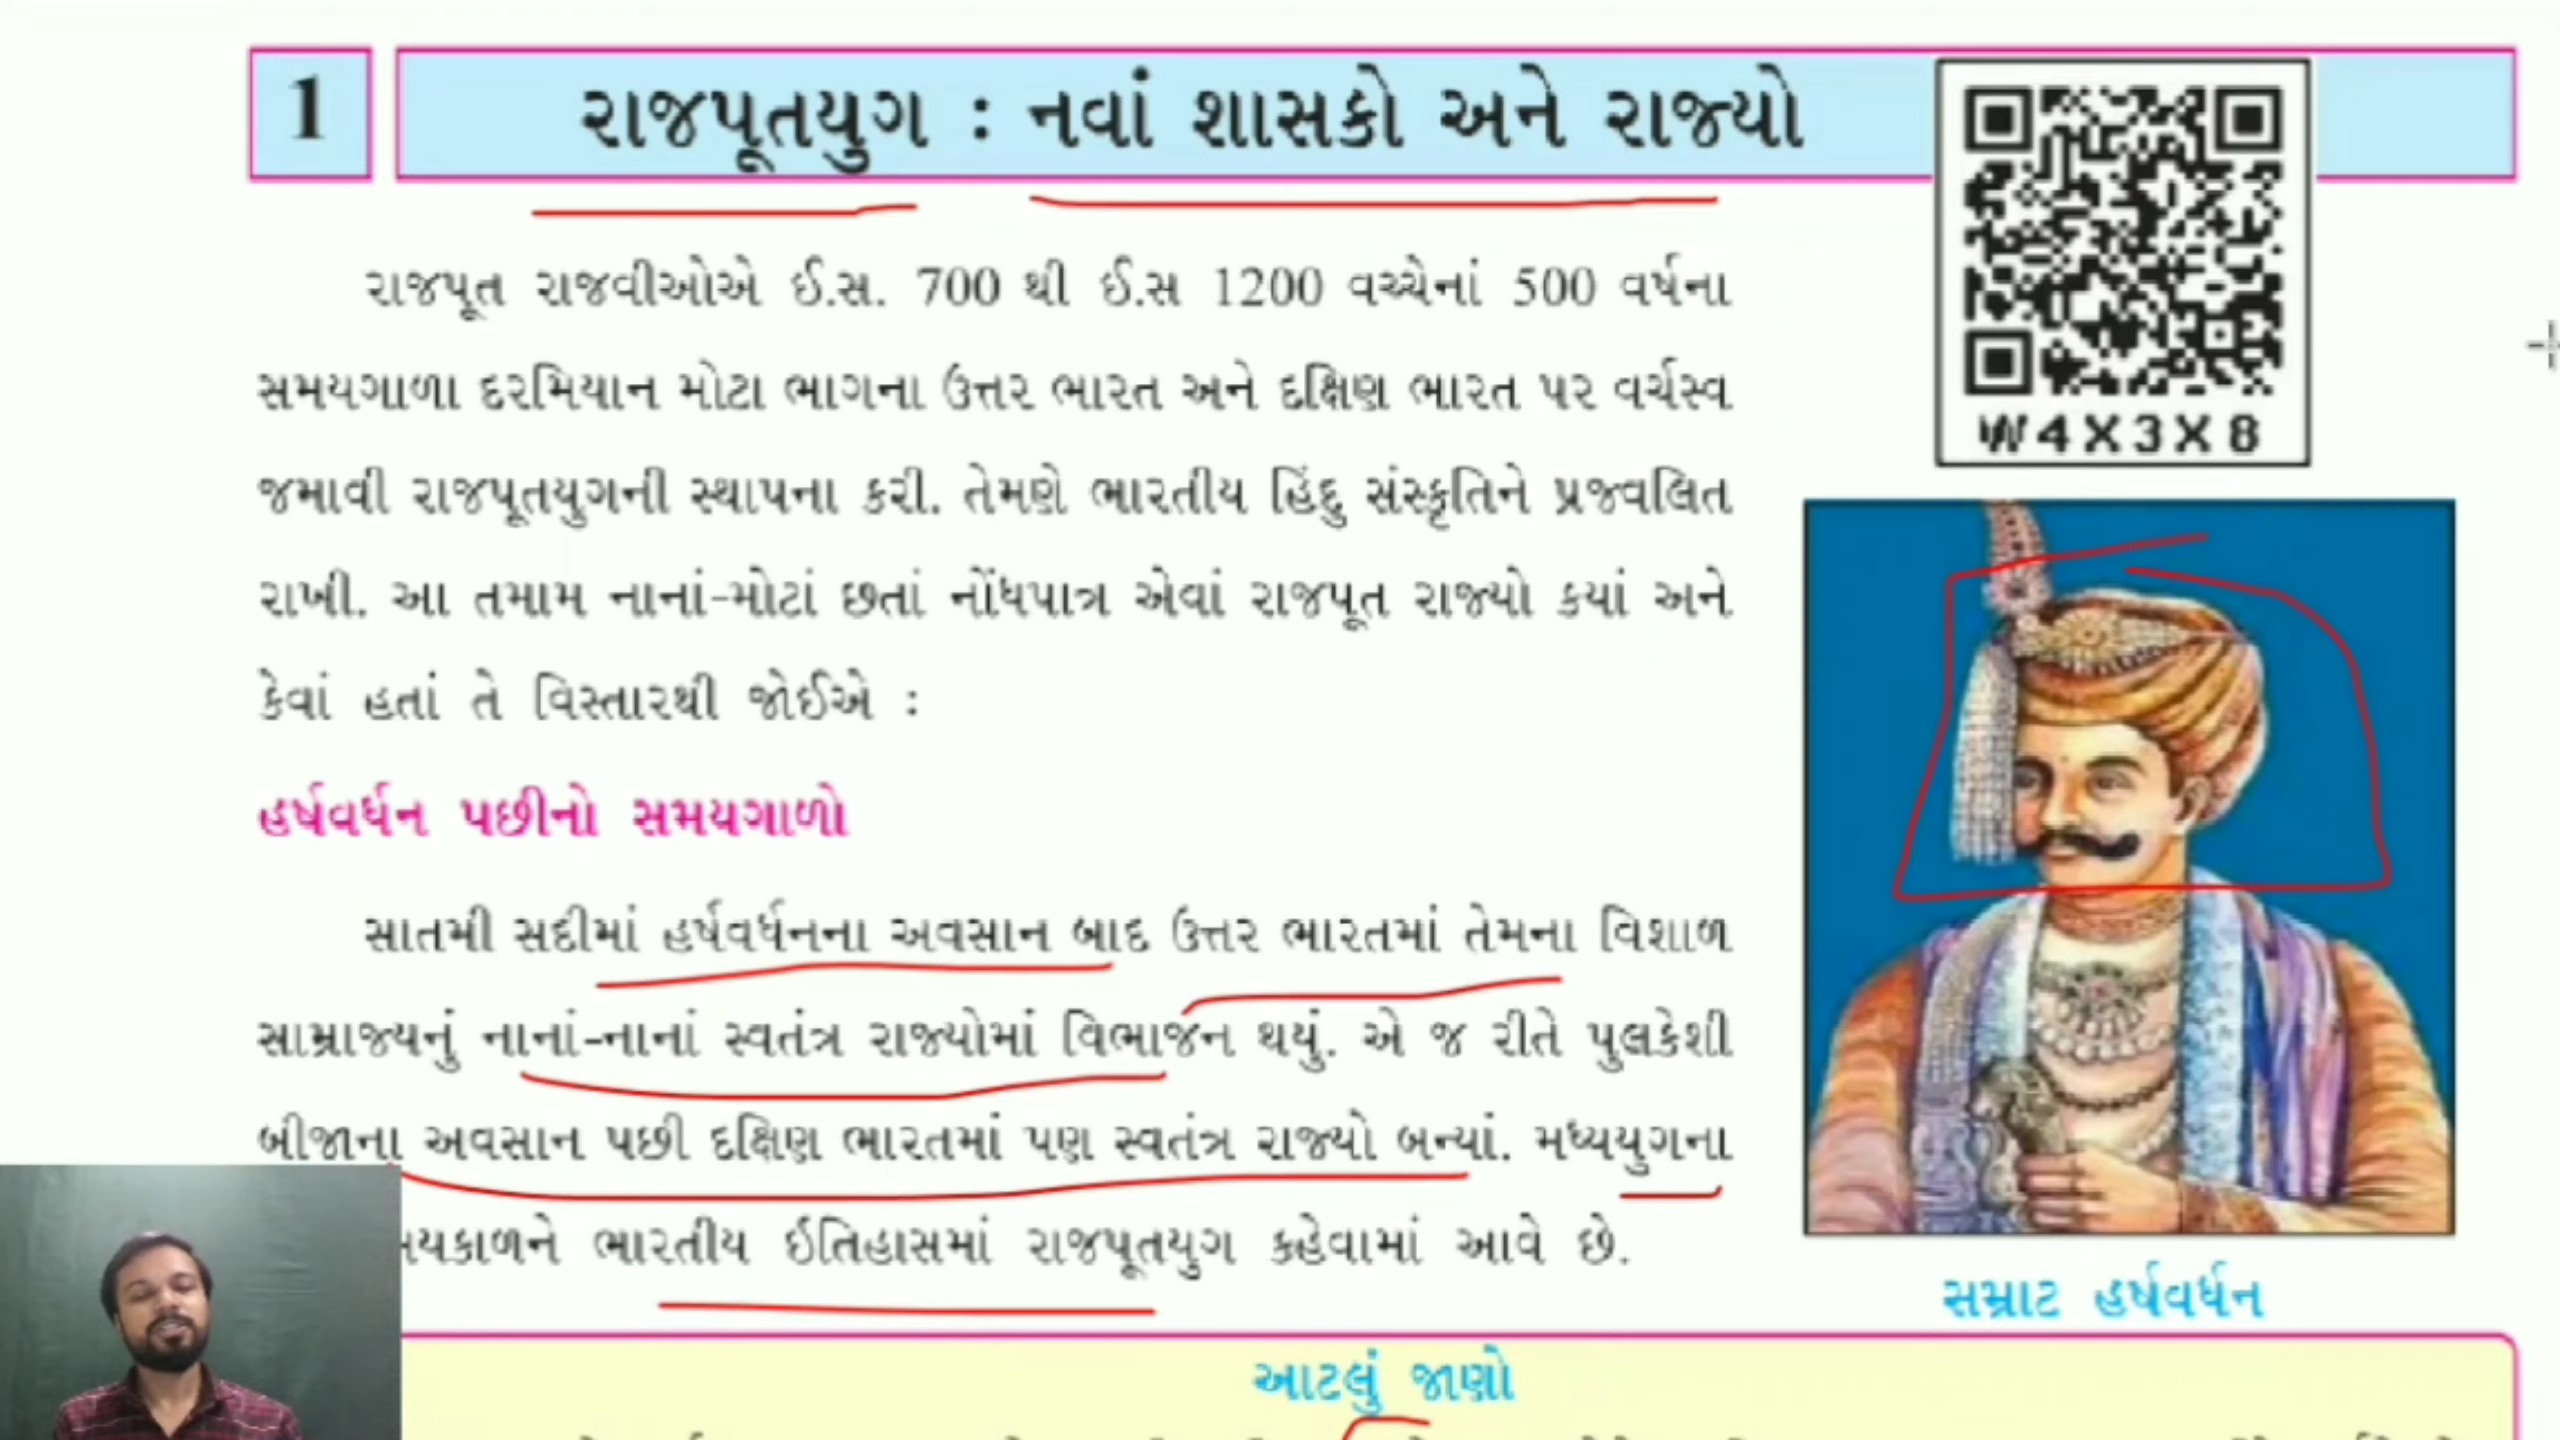 1
રાજપૂતયુગ : નવાં શાસકો અને રાજ્યો
રાજપૂત રાજવીઓએ ઈ.સ. 700 થી ઈ.સ 1200 વચ્ચેનાં 500 વર્ષના
સમયગાળા દરમિયાન મોટા ભાગના ઉત્તર ભારત અને દક્ષિણ ભારત પર વર્ચસ્વ
જમાવી રાજપૂતયુગની સ્થાપના કરી. તેમણે ભારતીય હિંદુ સંસ્કૃતિને પ્રજ્વલિત
રાખી. આ તમામ નાનાં-મોટાં છતાં નોંધપાત્ર એવાં રાજપૂત રાજ્યો કયાં અને
કેવાં હતાં તે વિસ્તારથી જોઈએ :
W4X3X8
હર્ષવર્ધન પછીનો સમયગાળો
સાતમી સદીમાં હર્ષવર્ધનના અવસાન બાદ ઉત્તર ભારતમાં તેમના વિશાળ
સામ્રાજ્યનું નાનાં-નાનાં સ્વતંત્ર રાજ્યોમાં વિભાજન થયું. એ જ રીતે પુલકેશી
બીજાના અવસાન પછી દક્ષિણ ભારતમાં પણ સ્વતંત્ર રાજ્યો બન્યાં. મધ્યયુગના
ભારતીય ઈતિહાસમાં રાજપૂતયુગ કહેવામાં આવે છે.
સમ્રાટ હર્ષવર્ધન
આટલું જાણો